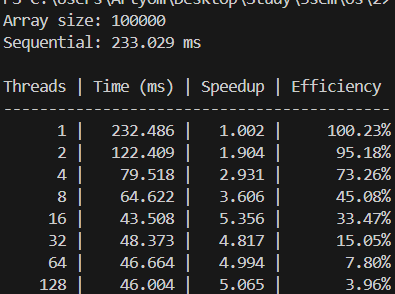 PS C:\Users\Artyom\Desktop\Study\5sem\os\29
Array size: 100000
Sequential: 233.029 ms
Threads | Time (ms) | Speedup | Efficiency
-------------------------------------------
1 | 232.486 | 1.002 | 100.23%
2 | 122.409 | 1.904 | 95.18%
4 | 79.518 | 2.931 | 73.26%
8 | 64.622 | 3.606 | 45.08%
16 | 43.508 | 5.356 | 33.47%
32 | 48.373 | 4.817 | 15.05%
64 | 46.664 | 4.994 | 7.80%
128 | 46.004 | 5.065 | 3.96%